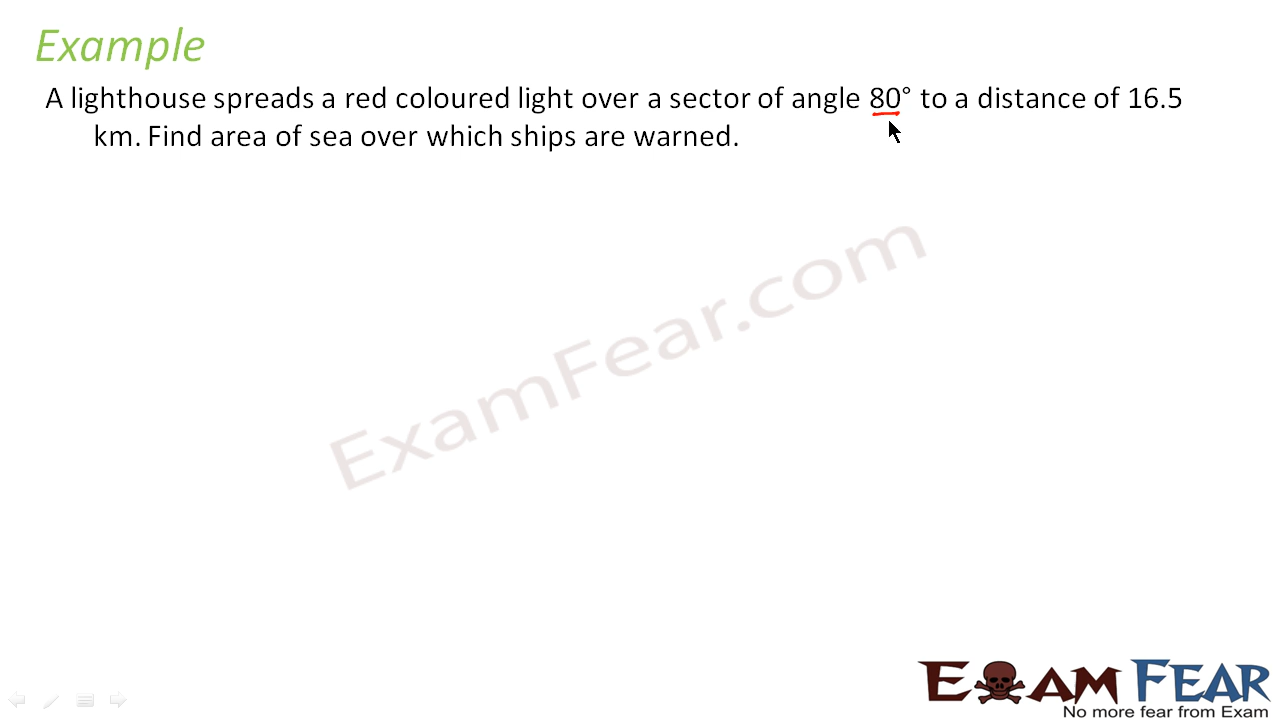 Example
A lighthouse spreads a red coloured light over a sector of angle 80° to a distance of 16.5
km. Find area of sea over which ships are warned.
ExamFear.com
EXAM FEAR
No more fear from Exam